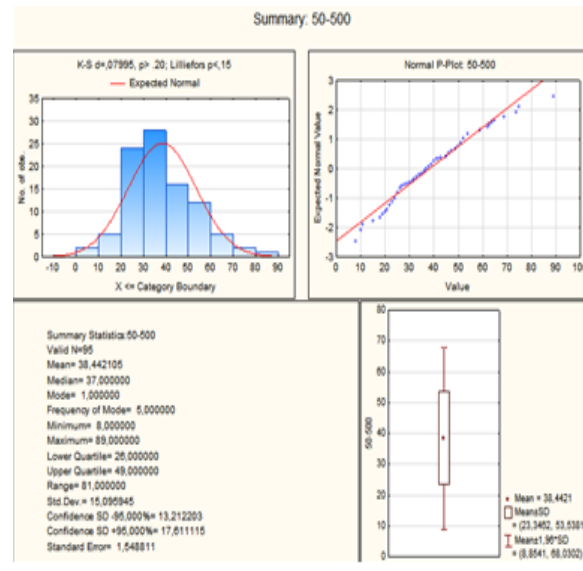 Summary: 50-500
K-S d=,07995, p> .20; Lilliefors p<,15
Expected Normal
No. of obs.
35
30
25
20
15
10
5
0
-10 0 10 20 30 40 50 60 70 80 90
X <= Category Boundary
Normal P-Plot: 50-500
Expected Normal Value
3
2
1
0
-1
-2
-3
0 10 20 30 40 50 60 70 80 90 100
Value
Summary Statistics:50-500
Valid N=95
Mean= 38,442105
Median= 37,000000
Mode= 1,000000
Frequency of Mode= 5,000000
Minimum= 8,000000
Maximum= 89,000000
Lower Quartile= 26,000000
Upper Quartile= 49,000000
Range= 81,000000
Std.Dev.= 15,095945
Confidence SD -95,000%= 13,212203
Confidence SD +95,000%= 17,611115
Standard Error= 1,548811
50-500
80
70
60
50
40
30
20
10
0
Mean = 38,4421
Mean±SD
= (23,3462, 53,5381)
Mean±1,96*SD
= (8,8541, 68,0302)